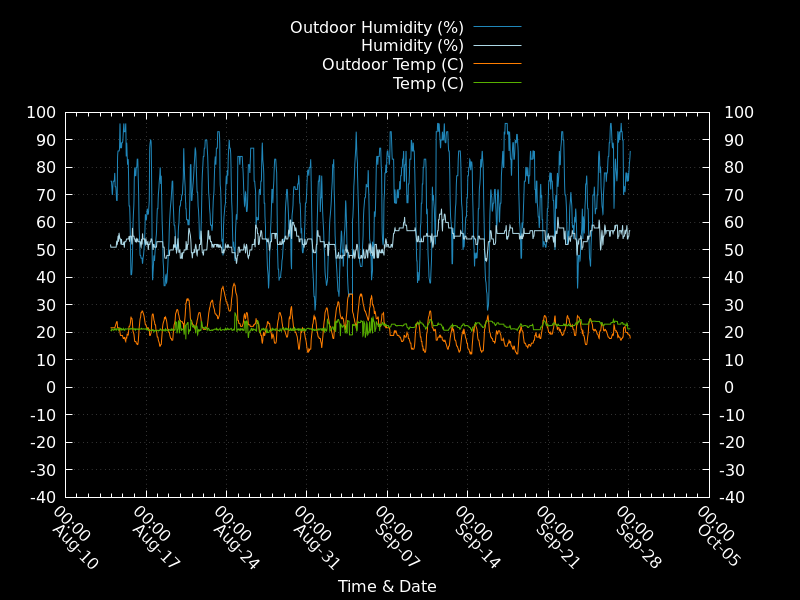 Outdoor Humidity (%)
Humidity (%)
Outdoor Temp (C)
Temp (C)
100 100
90 90
80 80
70 70
60 60
50 50
40 40
30 30
20 20
10 10
0 0
-10 -10
-20 -20
-30 -30
-40 -40
00:00 00:00 00:00 00:00 00:00 00:00 00:00 00:00 00:00
Aug-10 Aug-17 Aug-24 Aug-31 Sep-07 Sep-14 Sep-21 Sep-28 Oct-05
Time & Date